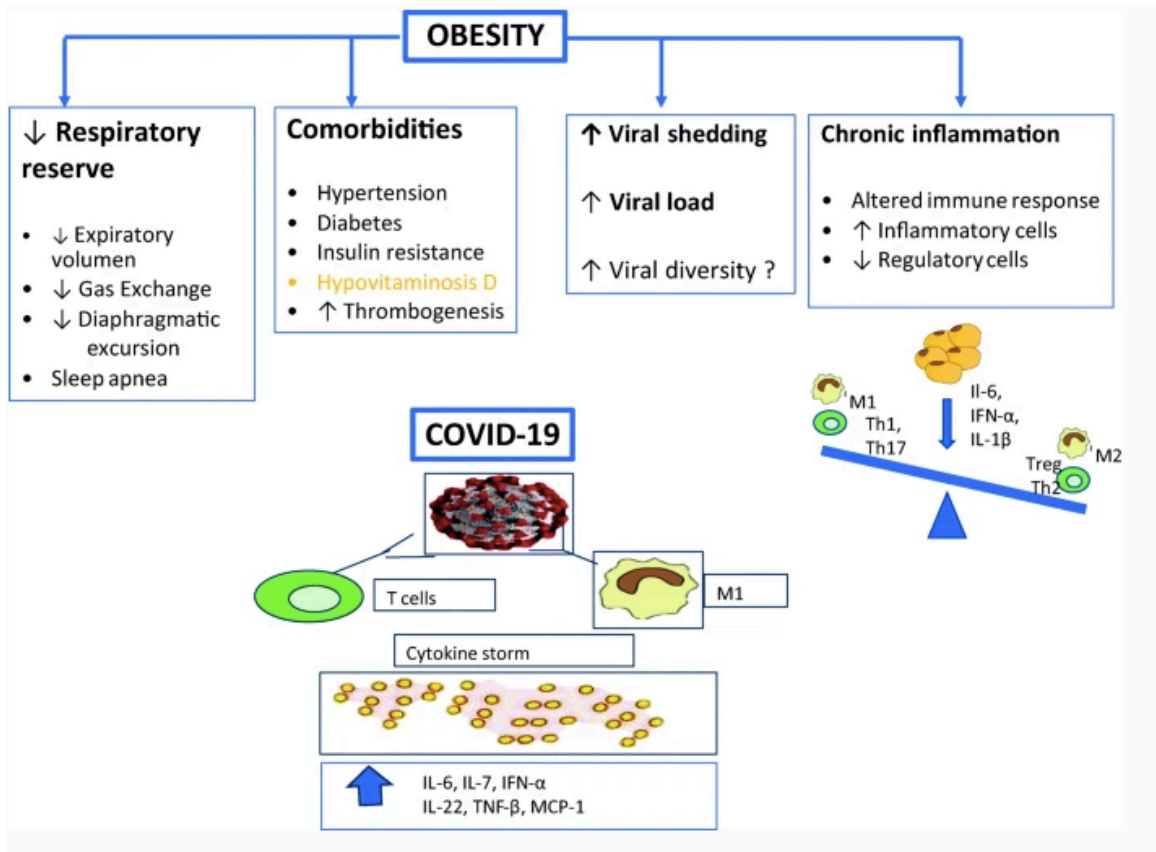 OBESITY
↓ Respiratory
reserve
• ↓ Expiratory
volumen
• ↓ Gas Exchange
• ↓ Diaphragmatic
excursion
• Sleep apnea
Comorbidities
• Hypertension
• Diabetes
• Insulin resistance
• Hypovitaminosis D
• ↑ Thrombogenesis
↑ Viral shedding
↑ Viral load
↑ Viral diversity ?
Chronic inflammation
• Altered immune response
• ↑ Inflammatory cells
• ↓ Regulatory cells
M1
Th1,
Th17
Il-6,
IFN-α,
IL-1β
M2
Treg
Th2
COVID-19
T cells
M1
Cytokine storm
IL-6, IL-7, IFN-α
IL-22, TNF-β, MCP-1